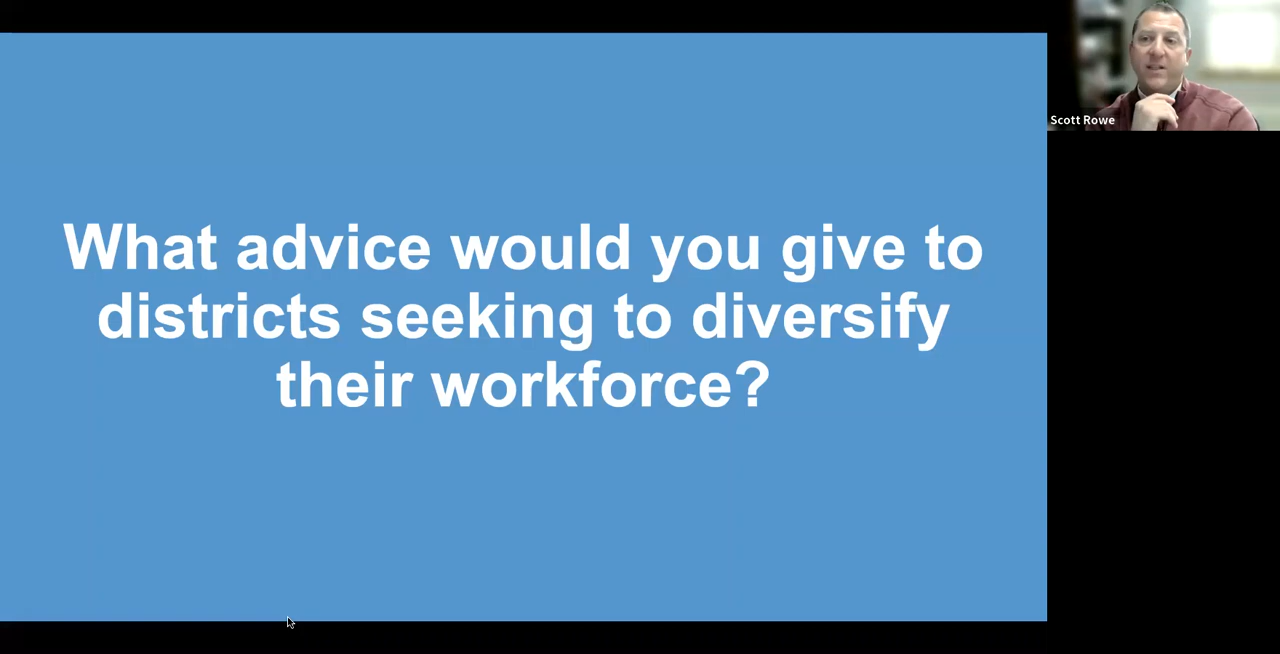 Scott Rowe
What advice would you give to
districts seeking to diversify
their workforce?